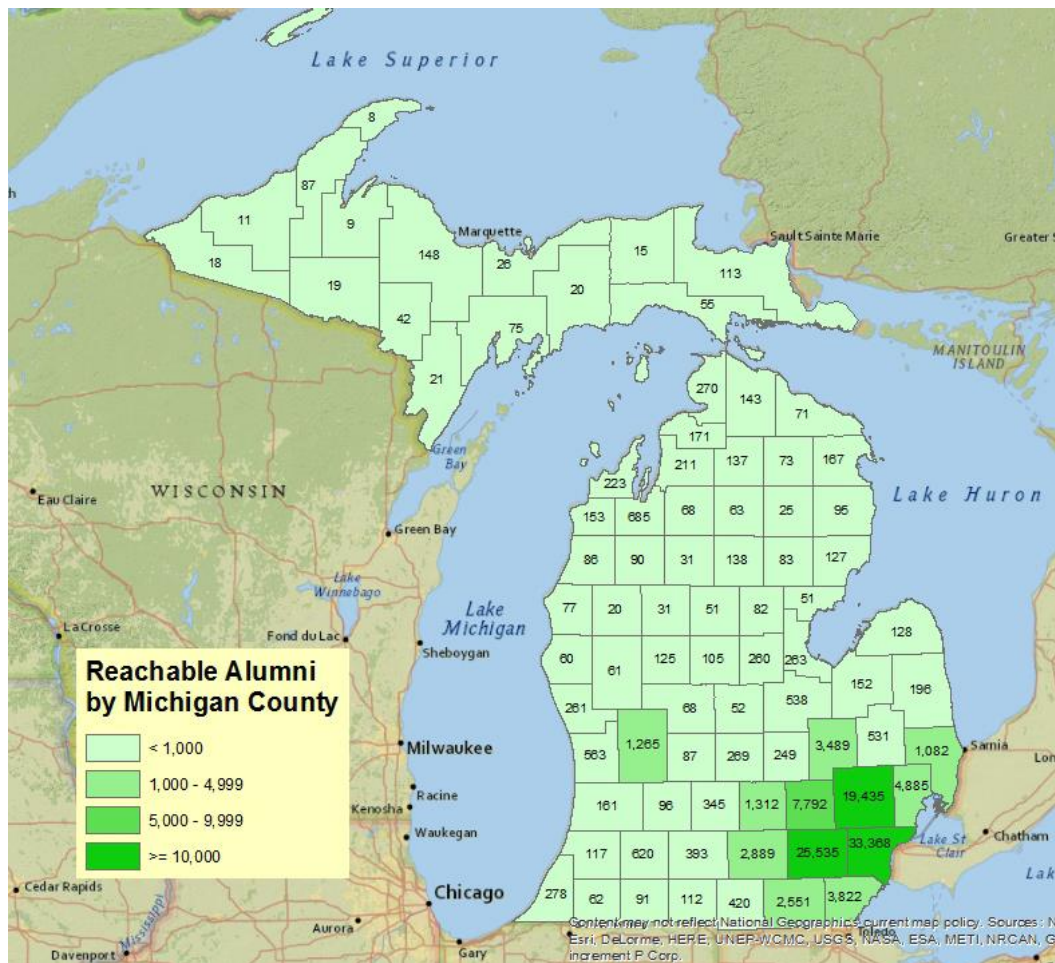 Lake Superior
8
87
11
9
Marquette
15
Sault Sainte Marie
Greater S
148
26
113
18
19
20
55
42
75
MANITOULIN
ISLAND
21
270
143
71
171
Green
Bay
211
137
73
167
WISCONSIN
223
Eau Claire
Lake Huron
153
685
68
63
25
95
Green Bay
86
90
31
138
83
127
Lake
Winnebago
77
20
31
51
82
51
Lake
Michigan
La Crosse
Fond du Lac
128
Sheboygan
60
61
125
105
260
263
152
196
Reachable Alumni
by Michigan County
< 1,000
1,000 - 4,999
5,000 - 9,999
>= 10,000
261
68
52
538
563
1,265
87
269
249
3,489
531
1,082
Sarnia
Lon
Milwaukee
Racine
Kenosha
Waukegan
161
96
345
1,312
7,792
19,435
4,885
Lake St
Clair
Chatham
117
620
393
2,889
25,535
33,368
Lak
Cedar Rapids
Mississippi
Chicago
278
62
91
112
420
2,551
3,822
Aurora
Gary
Toledo
Davenport
Content may not reflect National Geographic's current map policy. Sources: N
Esri, DeLorme, HERE, UNEP-WCMC, USGS, NASA, ESA, METI, NRCAN, G
increment P Corp.